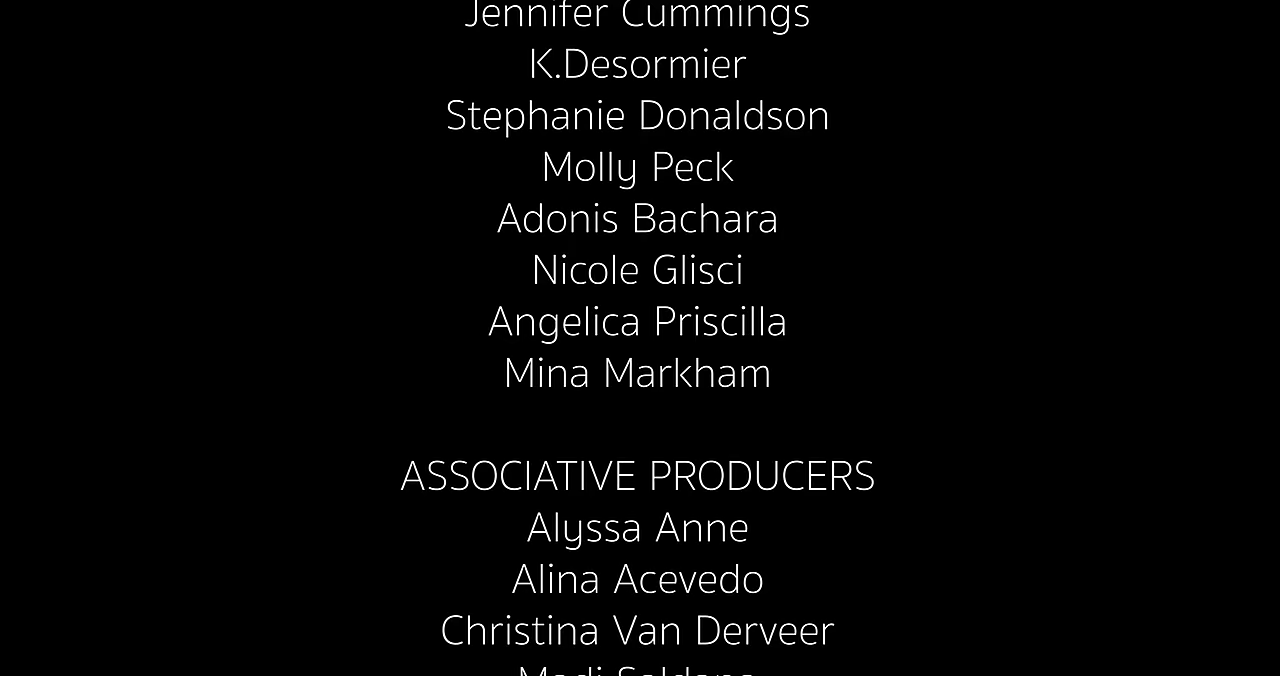 Jennifer Cummings
K.Desormier
Stephanie Donaldson
Molly Peck
Adonis Bachara
Nicole Glisci
Angelica Priscilla
Mina Markham
ASSOCIATIVE PRODUCERS
Alyssa Anne
Alina Acevedo
Christina Van Derveer